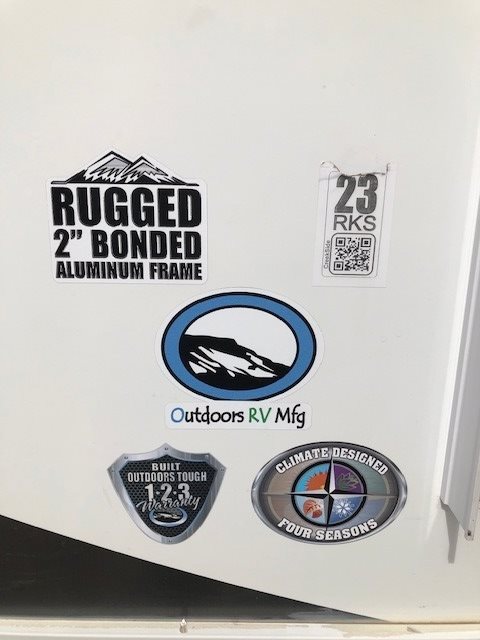 RUGGED
2” BONDED
ALUMINUM FRAME
23
RKS
CreekSide
Outdoors RV Mfg
BUILT
OUTDOORS TOUGH
1·2·3
Warranty
CLIMATE DESIGNED
FOUR SEASONS